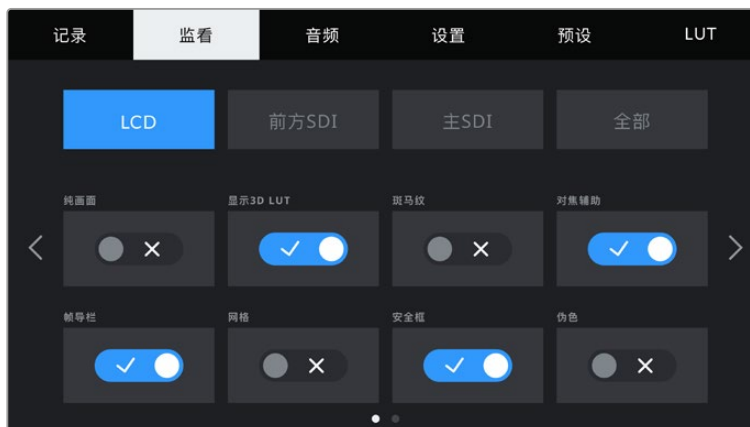 记录 监看 音频 设置 预设 LUT
LCD 前方SDI 主SDI 全部
纯画面 显示3D LUT 斑马纹 对焦辅助
帧导栏 网格 安全框 伪色